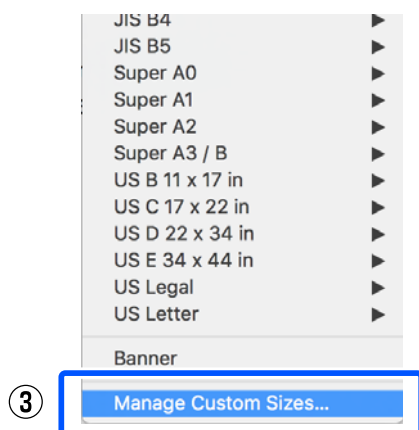 JIS B4
JIS B5
Super A0
Super A1
Super A2
Super A3 / B
US B 11 x 17 in
US C 17 x 22 in
US D 22 x 34 in
US E 34 x 44 in
US Legal
US Letter
Banner
③ Manage Custom Sizes...